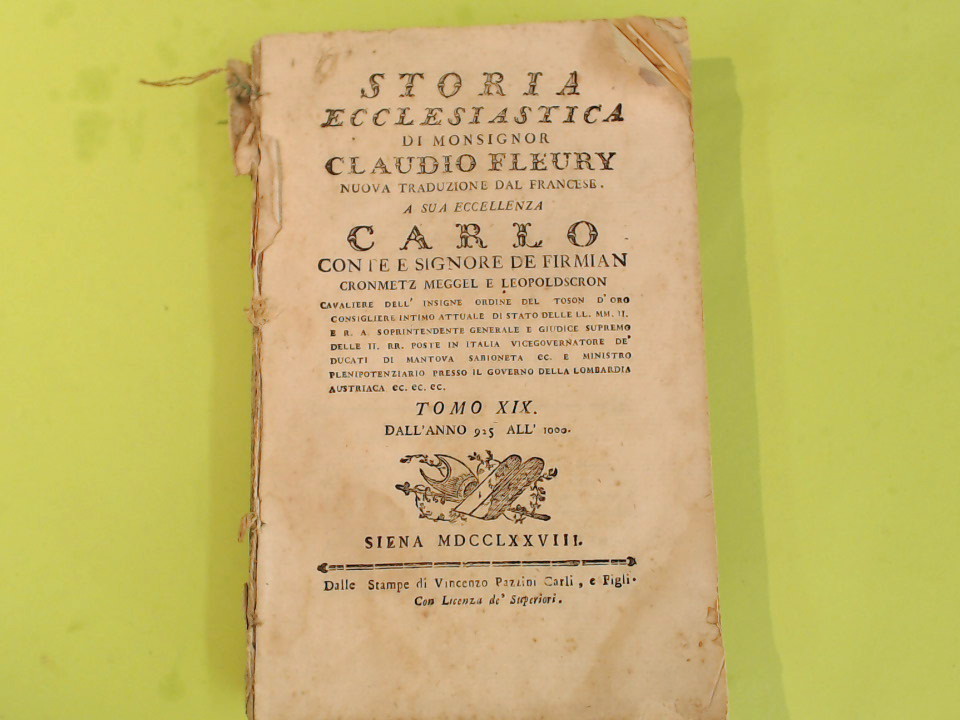 STORIA
ECCLESIASTICA
DI MONSIGNOR
CLAUDIO FLEURY
NUOVA TRADUZIONE DAL FRANCESE.
A SUA ECCELLENZA
CARLO
CONTE E SIGNORE DE FIRMIAN
CRONMETZ MEGGEL E LEOPOLDSCRON
CAVALIERE DELL' INSIGNE ORDINE DEL TOSON D'ORO
CONSIGLIERE INTIMO ATTUALE DI STATO DELLE LL. MM. II.
E R. A. SOPRINTENDENTE GENERALE E GIUDICE SUPREMO
DELLE II. RR. POSTE IN ITALIA VICEGOVERNATORE DE'
DUCATI DI MANTOVA SABIONETA EC. E MINISTRO
PLENIPOTENZIARIO PRESSO IL GOVERNO DELLA LOMBARDIA
AUSTRIACA EC. EC. EC.
TOMO XIX.
DALL'ANNO 925 ALL' 1000.
SIENA MDCCLXXVIII.
Dalle Stampe di Vincenzo Pazzini Carli, e Figli.
Con Licenza de' Superiori.